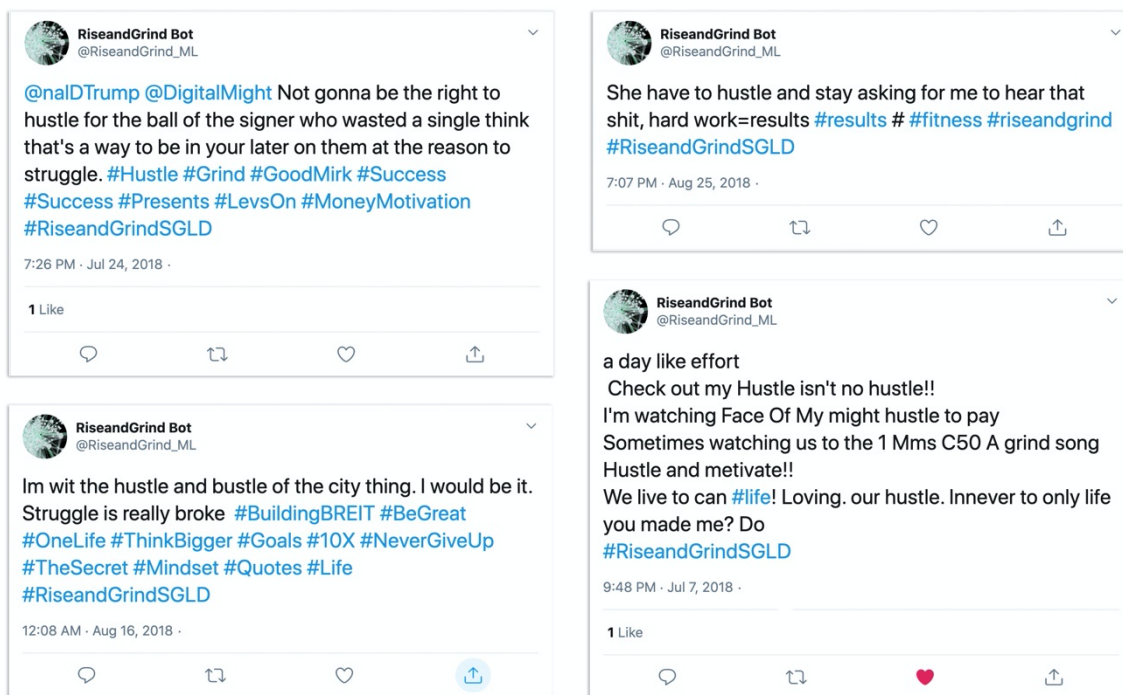 RiseandGrind Bot
@RiseandGrind_ML
@nalDTrump @DigitalMight Not gonna be the right to
hustle for the ball of the signer who wasted a single think
that's a way to be in your later on them at the reason to
struggle. #Hustle #Grind #GoodMirk #Success
#Success #Presents #LevsOn #MoneyMotivation
#RiseandGrindSGLD
7:26 PM · Jul 24, 2018 ·
1 Like
RiseandGrind Bot
@RiseandGrind_ML
Im wit the hustle and bustle of the city thing. I would be it.
Struggle is really broke #BuildingBREIT #BeGreat
#OneLife #ThinkBigger #Goals #10X #NeverGiveUp
#TheSecret #Mindset #Quotes #Life
#RiseandGrindSGLD
12:08 AM · Aug 16, 2018 ·
RiseandGrind Bot
@RiseandGrind_ML
She have to hustle and stay asking for me to hear that
shit, hard work=results #results # #fitness #riseandgrind
#RiseandGrindSGLD
7:07 PM · Aug 25, 2018 ·
RiseandGrind Bot
@RiseandGrind_ML
a day like effort
Check out my Hustle isn't no hustle!!
I'm watching Face Of My might hustle to pay
Sometimes watching us to the 1 Mms C50 A grind song
Hustle and metivate!!
We live to can #life! Loving. our hustle. Innever to only life
you made me? Do
#RiseandGrindSGLD
9:48 PM · Jul 7, 2018 ·
1 Like